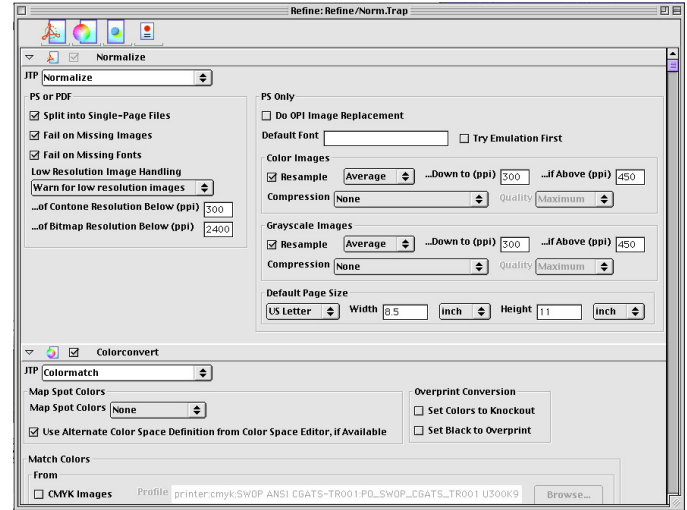 Refine: Refine/Norm.Trap
Normalize
JTP Normalize
PS or PDF
Split into Single-Page Files
Fail on Missing Images
Fail on Missing Fonts
Low Resolution Image Handling
Warn for low resolution images
...of Contone Resolution Below (ppi) 300
...of Bitmap Resolution Below (ppi) 2400
PS Only
Do OPI Image Replacement
Default Font Try Emulation First
Color Images
Resample Average ...Down to (ppi) 300 ...if Above (ppi) 450
Compression None Quality Maximum
Grayscale Images
Resample Average ...Down to (ppi) 300 ...if Above (ppi) 450
Compression None Quality Maximum
Default Page Size
US Letter Width 8.5 inch Height 11 inch
Colorconvert
JTP Colormatch
Map Spot Colors
Map Spot Colors None
Use Alternate Color Space Definition from Color Space Editor, if Available
Overprint Conversion
Set Colors to Knockout
Set Black to Overprint
Match Colors
From
CMYK Images Profile printer:cmyk:SWOP ANSI CGATS-TR001:PO_SWOP_CGATS_TR001 U300K9 Browse...